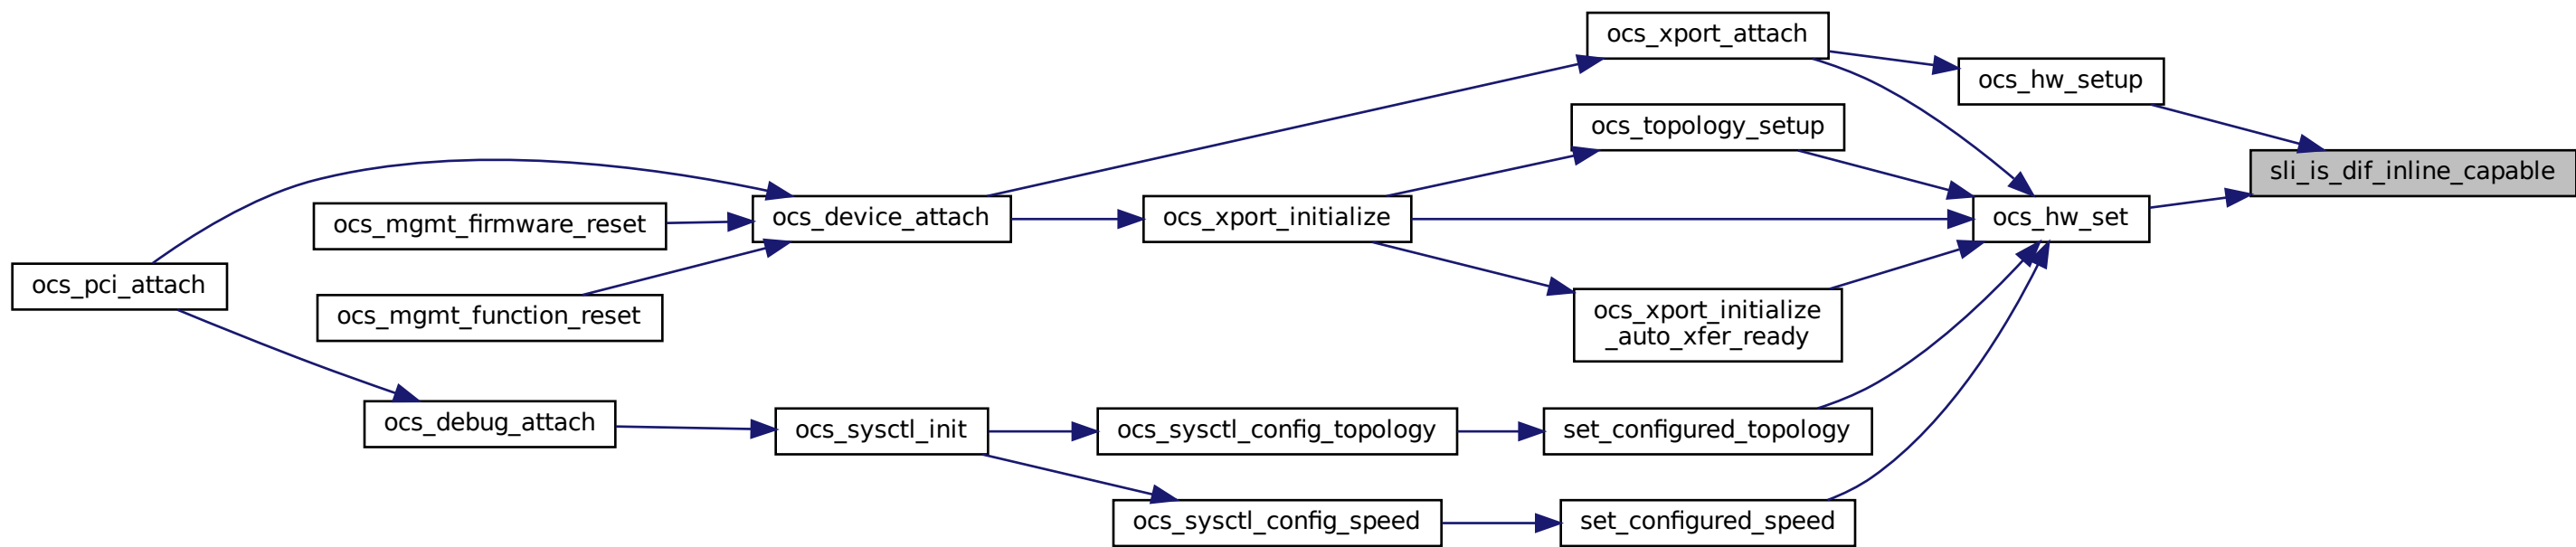 ocs_xport_attach
ocs_hw_setup
ocs_topology_setup
sli_is_dif_inline_capable
ocs_mgmt_firmware_reset
ocs_device_attach
ocs_xport_initialize
ocs_hw_set
ocs_pci_attach
ocs_mgmt_function_reset
ocs_xport_initialize
_auto_xfer_ready
ocs_debug_attach
ocs_sysctl_init
ocs_sysctl_config_topology
set_configured_topology
ocs_sysctl_config_speed
set_configured_speed